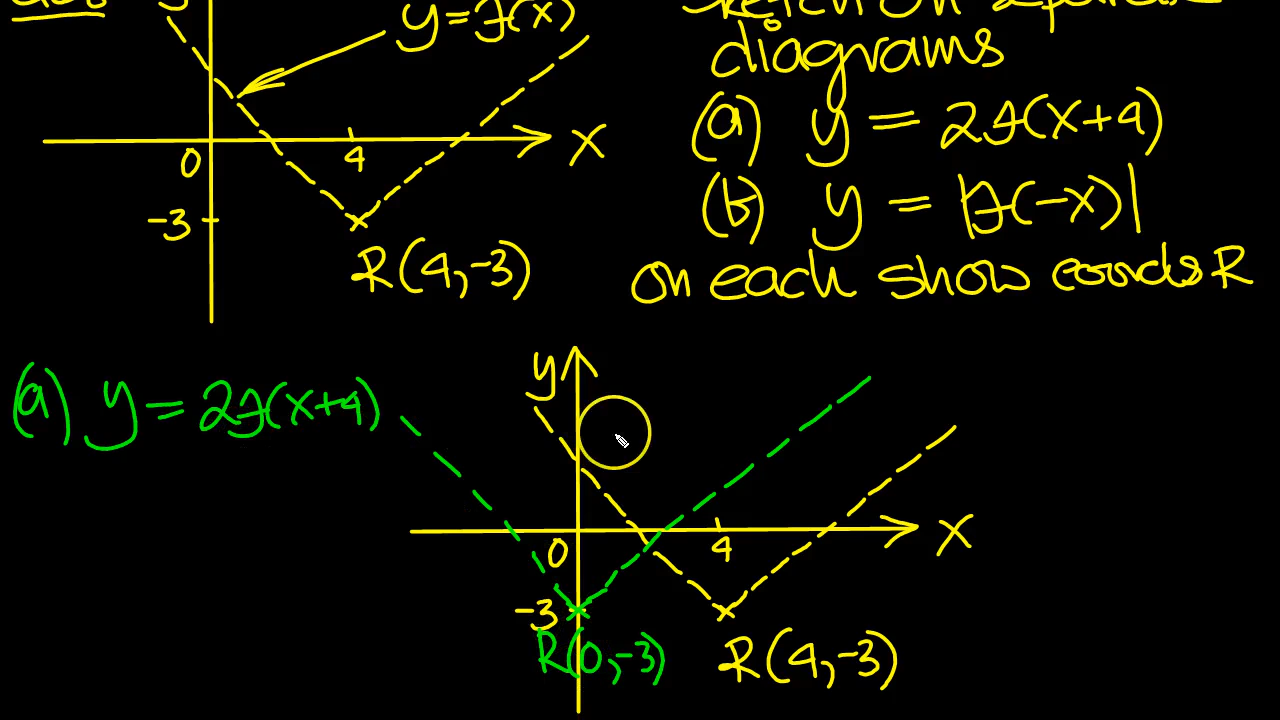 y = f(x)
0
4
x
-3
R(4,-3)
diagrams
(a) y = 2f(x+4)
(b) y = |f(-x)|
on each show coords R
(a) y = 2f(x+4)
y
0
4
x
-3
R(0,-3)
R(4,-3)